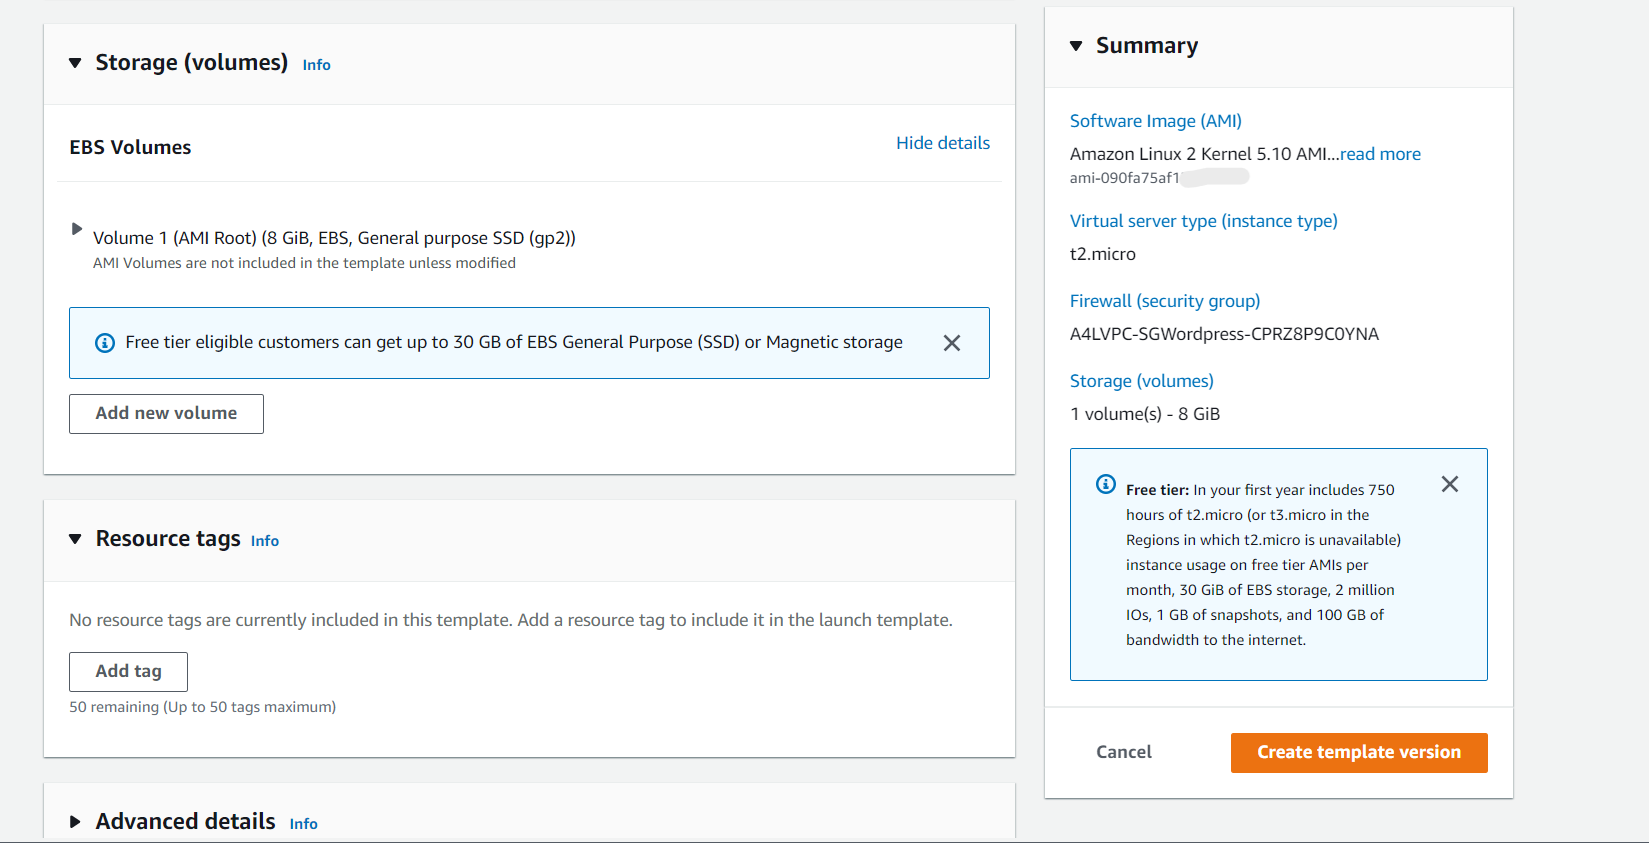 Storage (volumes) Info
EBS Volumes
Hide details
Volume 1 (AMI Root) (8 GiB, EBS, General purpose SSD (gp2))
AMI Volumes are not included in the template unless modified
Free tier eligible customers can get up to 30 GB of EBS General Purpose (SSD) or Magnetic storage
Add new volume
Resource tags Info
No resource tags are currently included in this template. Add a resource tag to include it in the launch template.
Add tag
50 remaining (Up to 50 tags maximum)
Advanced details Info
Summary
Software Image (AMI)
Amazon Linux 2 Kernel 5.10 AMI...read more
ami-090fa75af1
Virtual server type (instance type)
t2.micro
Firewall (security group)
A4LVPC-SGWordpress-CPRZ8P9C0YNA
Storage (volumes)
1 volume(s) - 8 GiB
Free tier: In your first year includes 750
hours of t2.micro (or t3.micro in the
Regions in which t2.micro is unavailable)
instance usage on free tier AMIs per
month, 30 GiB of EBS storage, 2 million
IOs, 1 GB of snapshots, and 100 GB of
bandwidth to the internet.
Cancel
Create template version